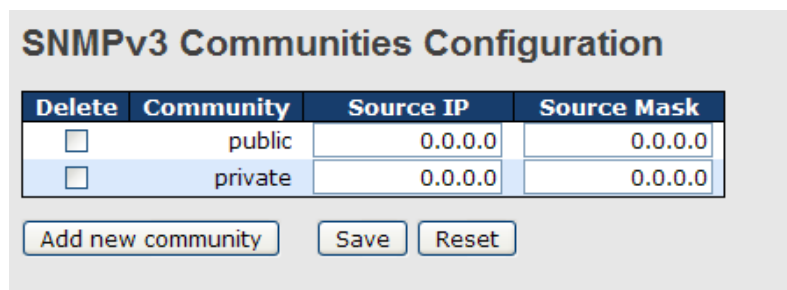 SNMPv3 Communities Configuration
Delete Community Source IP Source Mask
public 0.0.0.0 0.0.0.0
private 0.0.0.0 0.0.0.0
Add new community Save Reset